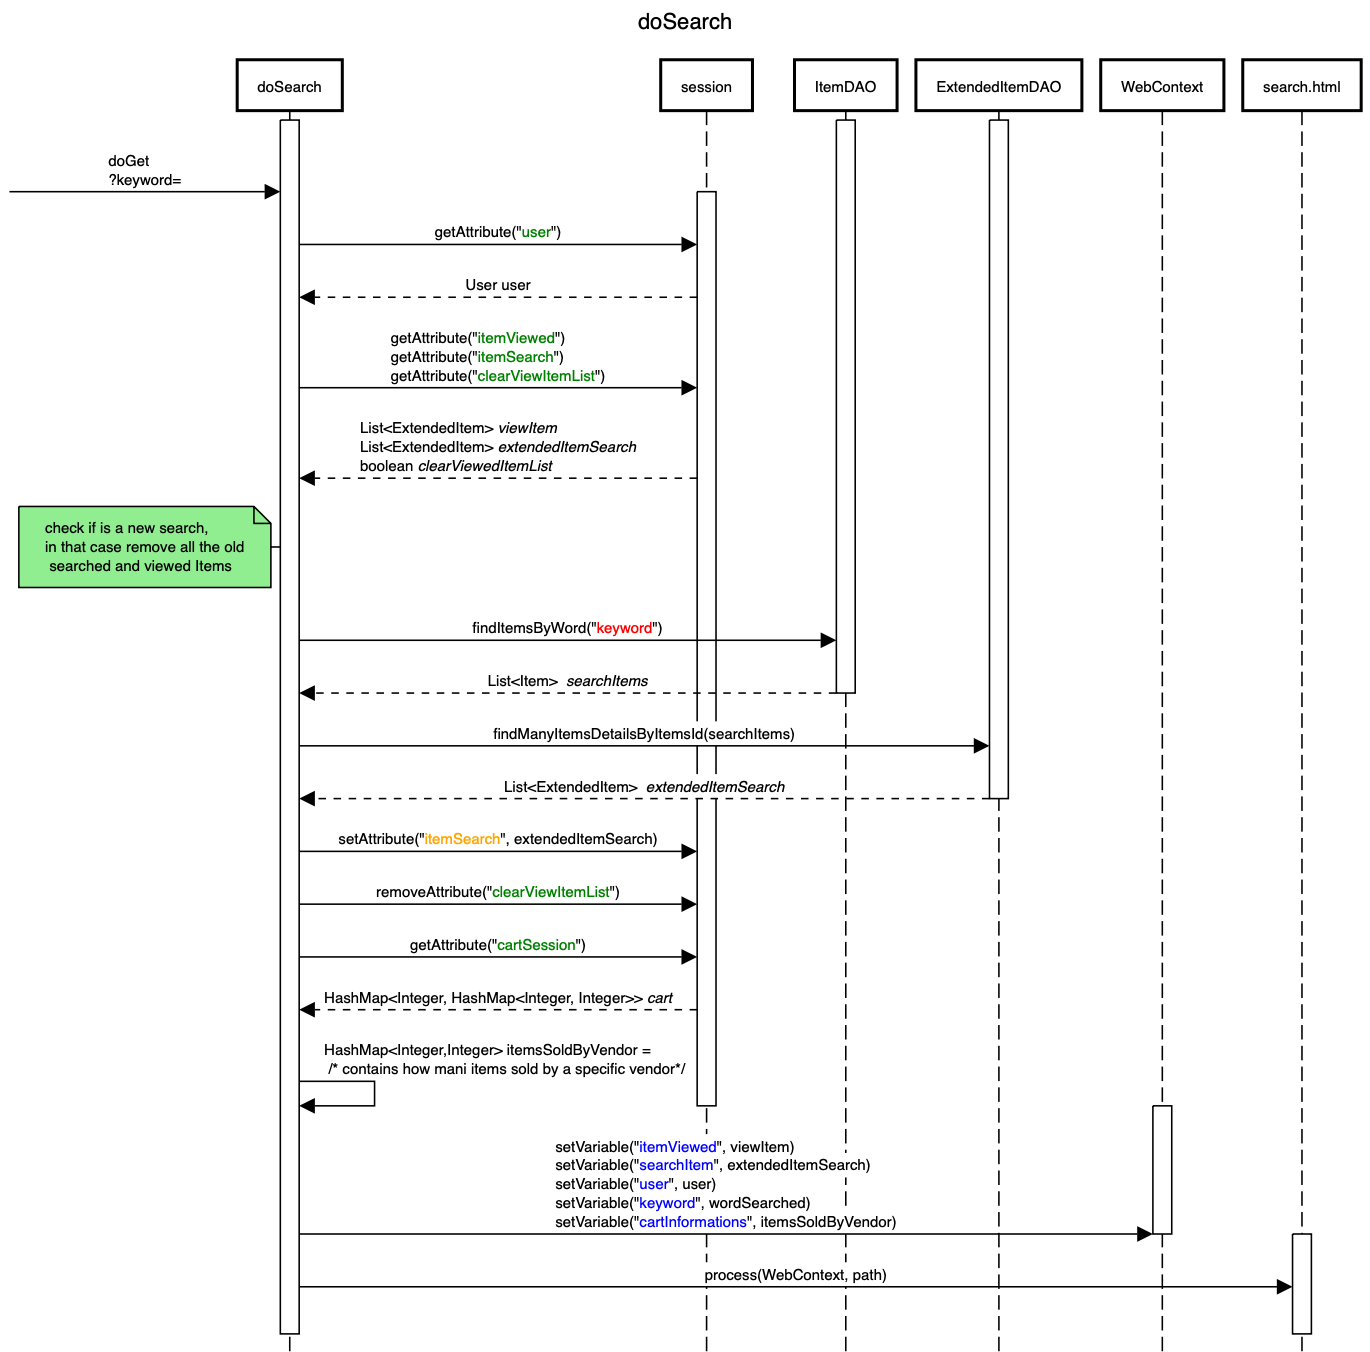 doSearch
doSearch
session
ItemDAO
ExtendedItemDAO
WebContext
search.html
doGet
?keyword=
getAttribute("user")
User user
getAttribute("itemViewed")
getAttribute("itemSearch")
getAttribute("clearViewItemList")
List<ExtendedItem> viewItem
List<ExtendedItem> extendedItemSearch
boolean clearViewedItemList
check if is a new search,
in that case remove all the old
searched and viewed Items
findItemsByWord("keyword")
List<Item> searchItems
findManyItemsDetailsByItemsId(searchItems)
List<ExtendedItem> extendedItemSearch
setAttribute("itemSearch", extendedItemSearch)
removeAttribute("clearViewItemList")
getAttribute("cartSession")
HashMap<Integer, HashMap<Integer, Integer>> cart
HashMap<Integer,Integer> itemsSoldByVendor =
/* contains how mani items sold by a specific vendor*/
setVariable("itemViewed", viewItem)
setVariable("searchItem", extendedItemSearch)
setVariable("user", user)
setVariable("keyword", wordSearched)
setVariable("cartInformations", itemsSoldByVendor)
process(WebContext, path)